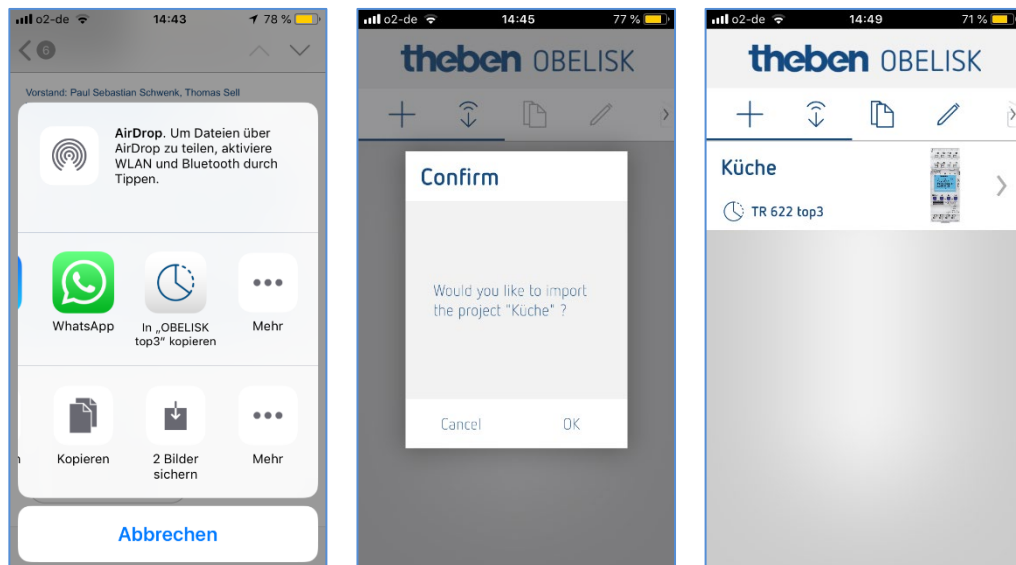 o2-de 14:43 78 %
6
Vorstand: Paul Sebastian Schwenk, Thomas Sell
AirDrop. Um Dateien über
AirDrop zu teilen, aktiviere
WLAN und Bluetooth durch
Tippen.
WhatsApp
In „OBELISK
top3“ kopieren
Mehr
Kopieren
2 Bilder
sichern
Mehr
Abbrechen
o2-de 14:45 77 %
theben OBELISK
Confirm
Would you like to import
the project "Küche" ?
Cancel OK
o2-de 14:49 71 %
theben OBELISK
Küche
TR 622 top3